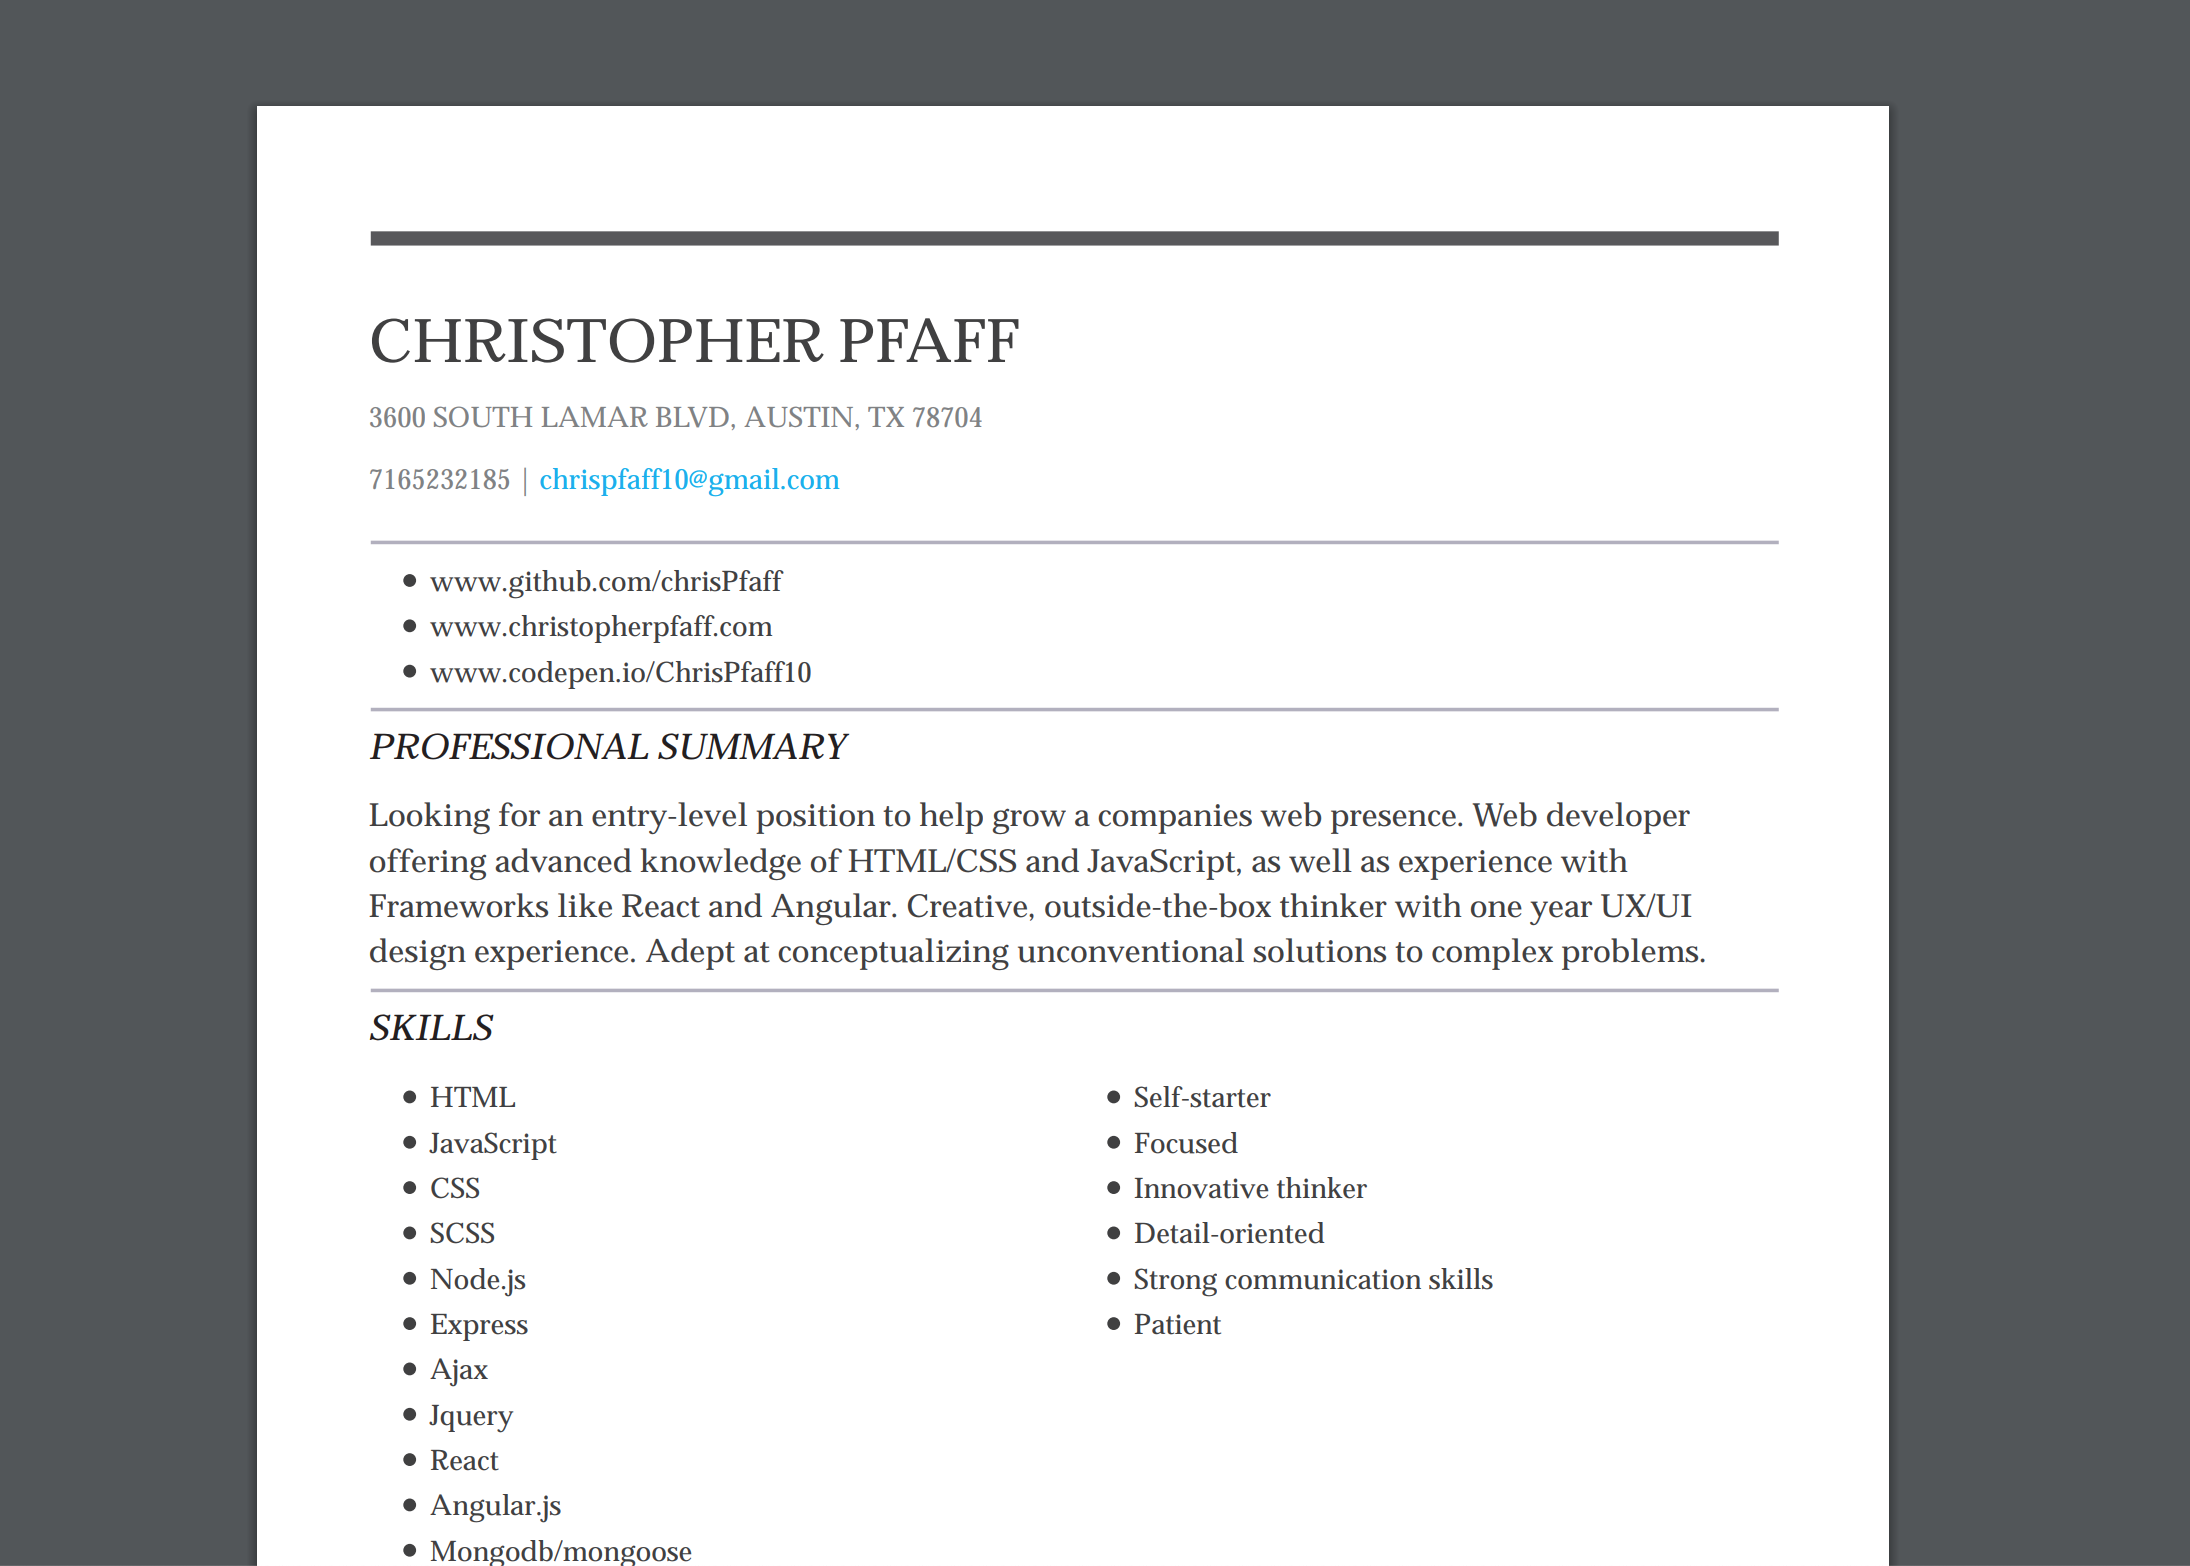 CHRISTOPHER PFAFF
3600 SOUTH LAMAR BLVD, AUSTIN, TX 78704
7165232185 | chrispfaff10@gmail.com
• www.github.com/chrisPfaff
• www.christopherpfaff.com
• www.codepen.io/ChrisPfaff10
PROFESSIONAL SUMMARY
Looking for an entry-level position to help grow a companies web presence. Web developer
offering advanced knowledge of HTML/CSS and JavaScript, as well as experience with
Frameworks like React and Angular. Creative, outside-the-box thinker with one year UX/UI
design experience. Adept at conceptualizing unconventional solutions to complex problems.
SKILLS
• HTML
• JavaScript
• CSS
• SCSS
• Node.js
• Express
• Ajax
• Jquery
• React
• Angular.js
• Mongodb/mongoose
• Self-starter
• Focused
• Innovative thinker
• Detail-oriented
• Strong communication skills
• Patient